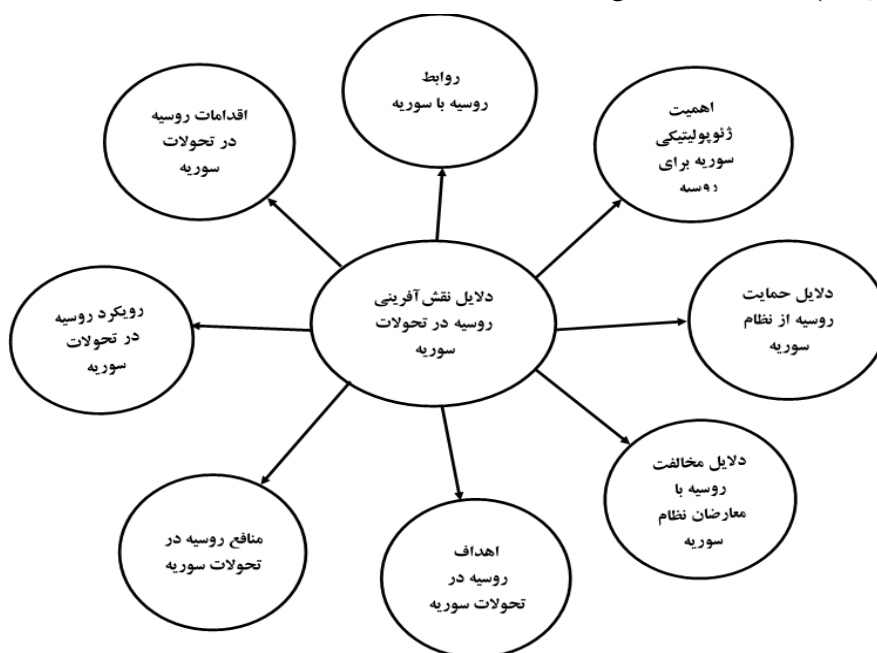 روابط
روسیه با سوریه
اهمیت
ژئوپولیتیکی
سوریه برای
روسیه
دلایل حمایت
روسیه از نظام
سوریه
دلایل مخالفت
روسیه با
معارضان نظام
سوریه
اهداف
روسیه در
تحولات سوریه
منافع روسیه در
تحولات سوریه
رویکرد روسیه
در تحولات
سوریه
اقدامات روسیه
در تحولات
سوریه
دلایل نقش‌آفرینی
روسیه در تحولات
سوریه